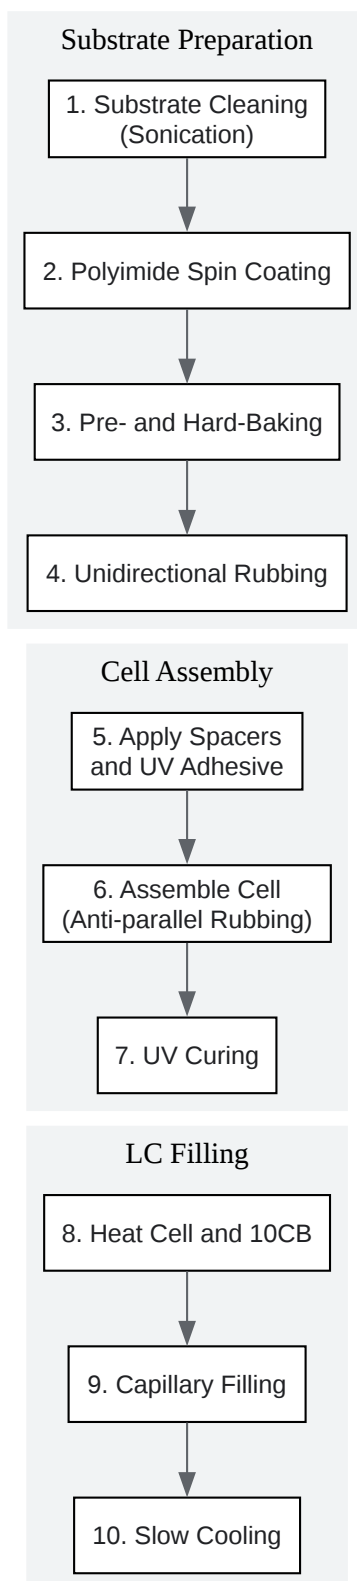 Substrate Preparation
1. Substrate Cleaning
(Sonication)
2. Polyimide Spin Coating
3. Pre- and Hard-Baking
4. Unidirectional Rubbing
Cell Assembly
5. Apply Spacers
and UV Adhesive
6. Assemble Cell
(Anti-parallel Rubbing)
7. UV Curing
LC Filling
8. Heat Cell and 10CB
9. Capillary Filling
10. Slow Cooling